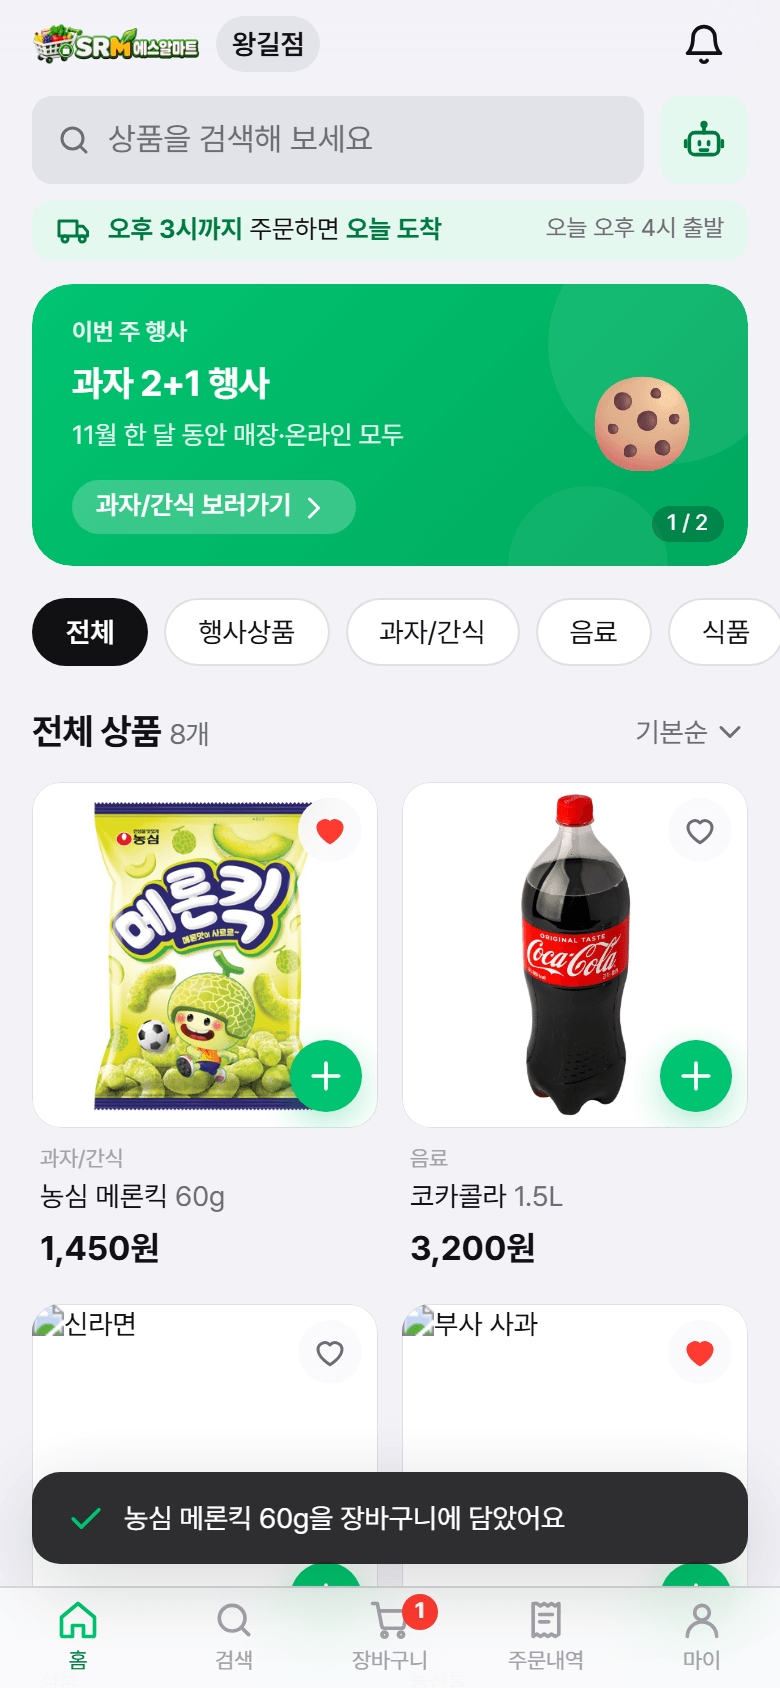 SRM 에스알마트 왕길점
상품을 검색해 보세요
오후 3시까지 주문하면 오늘 도착 오늘 오후 4시 출발
이번 주 행사
과자 2+1 행사
11월 한 달 동안 매장·온라인 모두
과자/간식 보러가기
1 / 2
전체 행사상품 과자/간식 음료 식품
전체 상품 8개 기본순
농심
메론킥
메론맛이 사르르~
ORIGINAL TASTE
Coca-Cola
과자/간식
농심 메론킥 60g
1,450원
음료
코카콜라 1.5L
3,200원
신라면
부사 사과
농심 메론킥 60g을 장바구니에 담았어요
1
홈 검색 장바구니 주문내역 마이